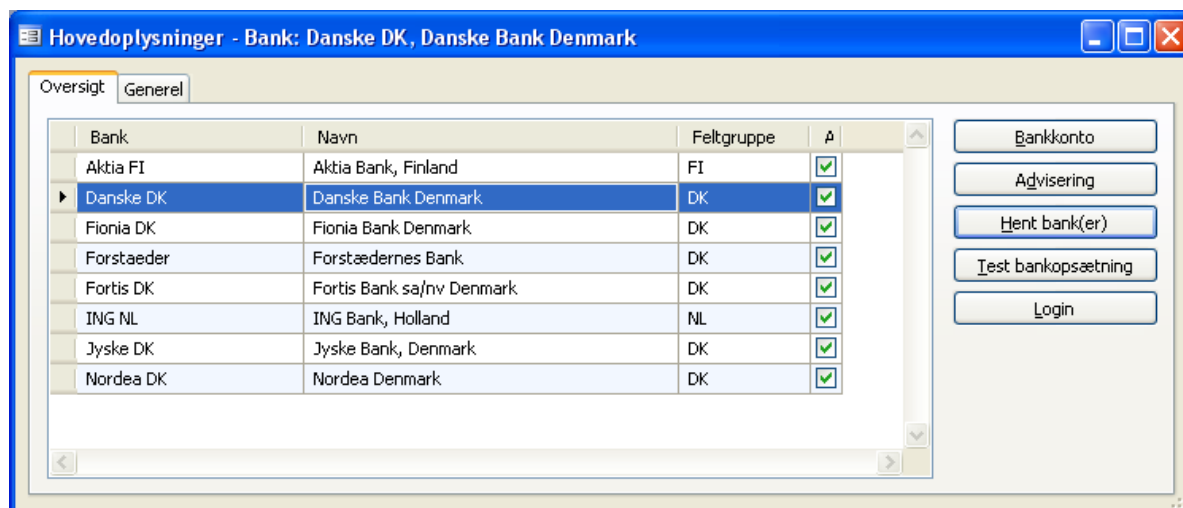 Hovedoplysninger - Bank: Danske DK, Danske Bank Denmark
Oversigt Generel
Bank Navn Feltgruppe A
Aktia FI Aktia Bank, Finland FI
Danske DK Danske Bank Denmark DK
Fionia DK Fionia Bank Denmark DK
Forstaeder Forstædernes Bank DK
Fortis DK Fortis Bank sa/nv Denmark DK
ING NL ING Bank, Holland NL
Jyske DK Jyske Bank, Denmark DK
Nordea DK Nordea Denmark DK
Bankkonto
Advisering
Hent bank(er)
Test bankopsætning
Login